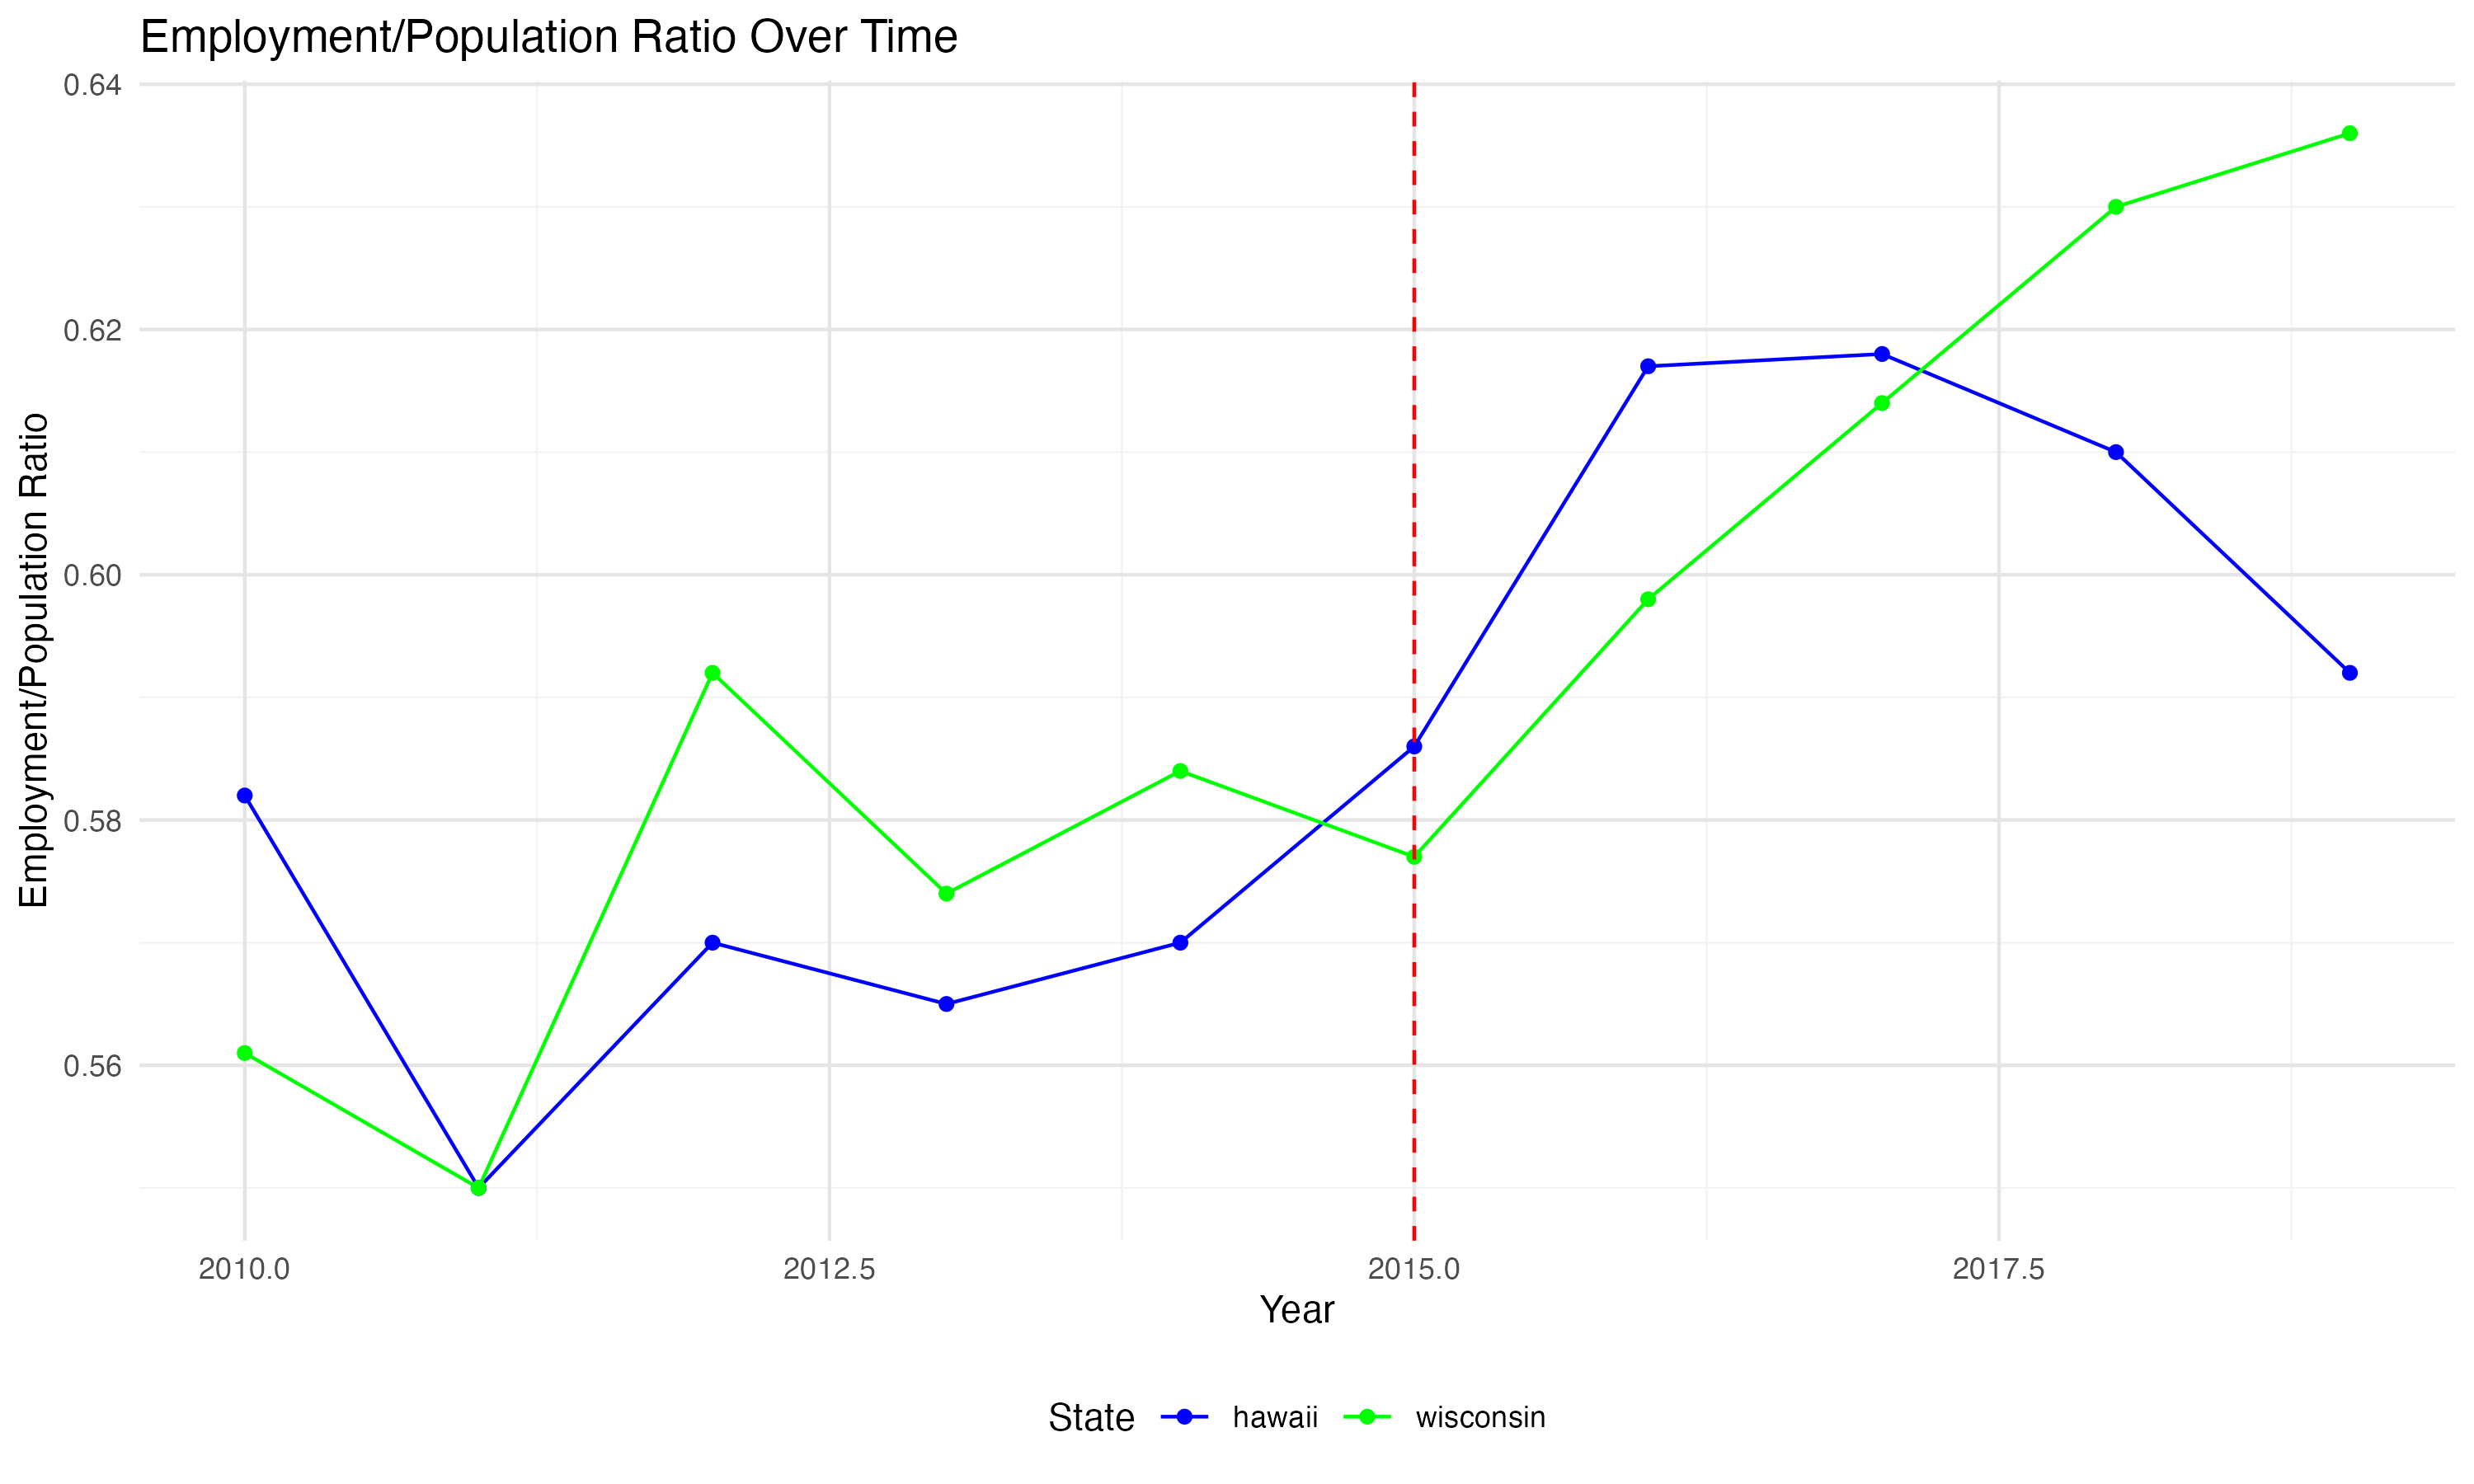 Employment/Population Ratio Over Time
Employment/Population Ratio
0.64
0.62
0.60
0.58
0.56
2010.0
2012.5
2015.0
2017.5
Year
State
hawaii
wisconsin